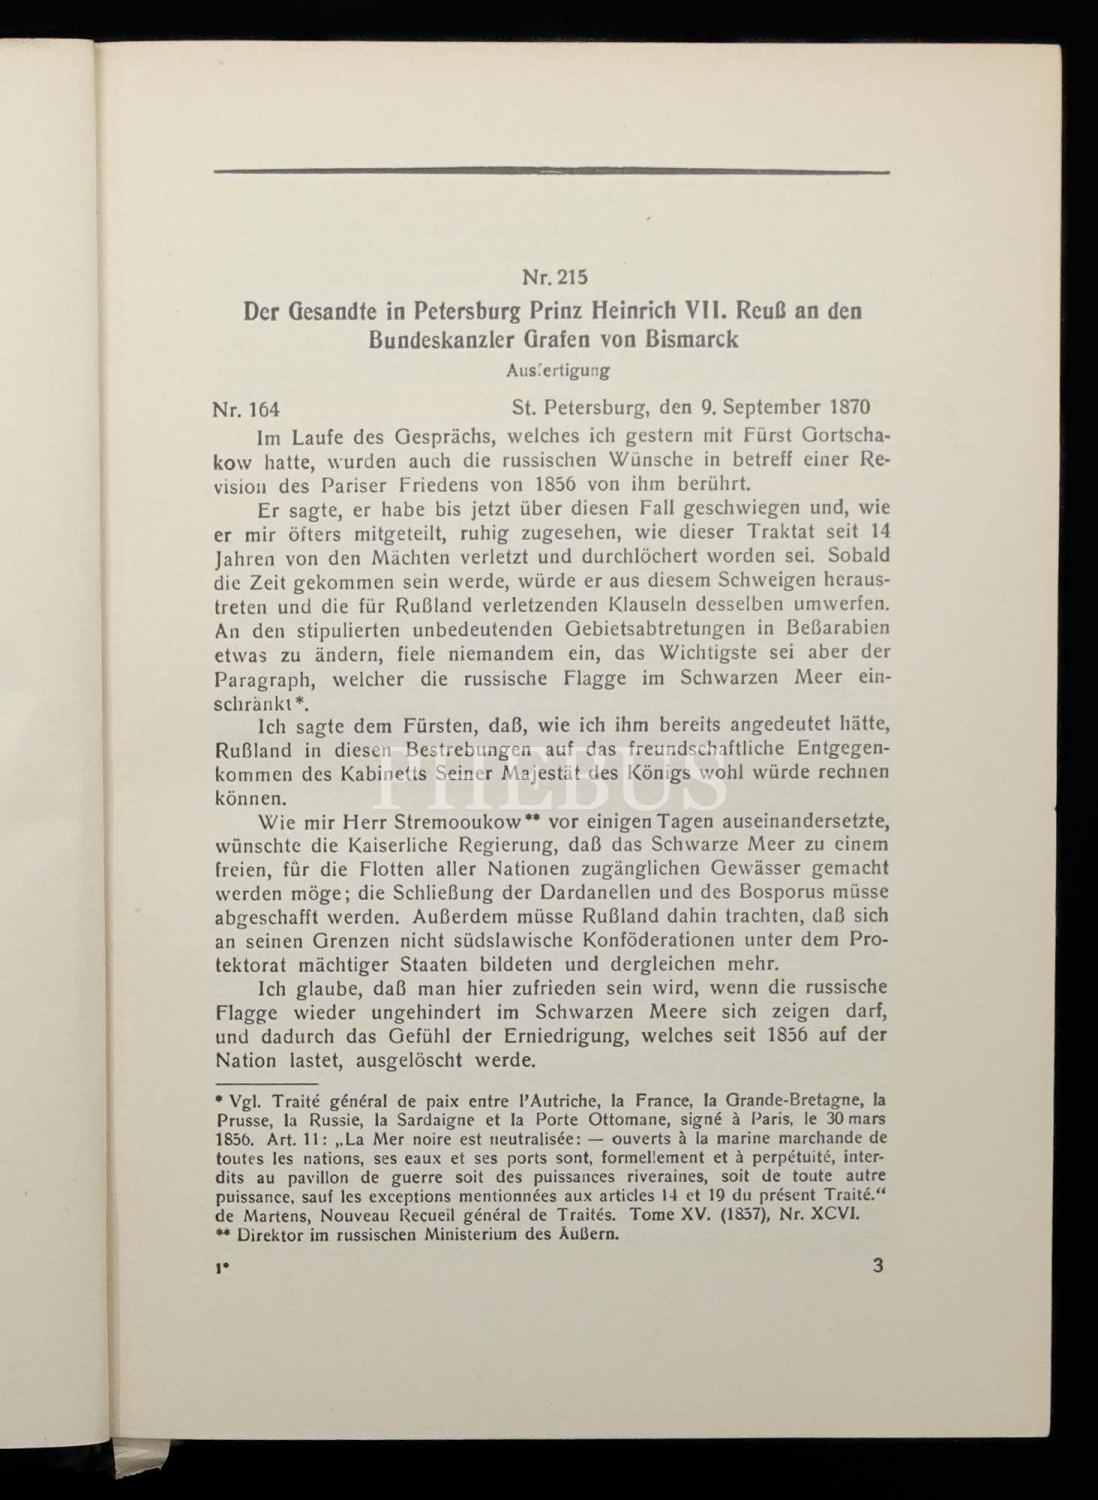 Nr. 215
Der Gesandte in Petersburg Prinz Heinrich VII. Reuß an den
Bundeskanzler Grafen von Bismarck
Ausfertigung
Nr. 164 St. Petersburg, den 9. September 1870
Im Laufe des Gesprächs, welches ich gestern mit Fürst Gortscha-
kow hatte, wurden auch die russischen Wünsche in betreff einer Re-
vision des Pariser Friedens von 1856 von ihm berührt.
Er sagte, er habe bis jetzt über diesen Fall geschwiegen und, wie
er mir öfters mitgeteilt, ruhig zugesehen, wie dieser Traktat seit 14
Jahren von den Mächten verletzt und durchlöchert worden sei. Sobald
die Zeit gekommen sein werde, würde er aus diesem Schweigen heraus-
treten und die für Rußland verletzenden Klauseln desselben umwerfen.
An den stipulierten unbedeutenden Gebietsabtretungen in Beßarabien
etwas zu ändern, fiele niemandem ein, das Wichtigste sei aber der
Paragraph, welcher die russische Flagge im Schwarzen Meer ein-
schränkt*.
Ich sagte dem Fürsten, daß, wie ich ihm bereits angedeutet hätte,
Rußland in diesen Bestrebungen auf das freundschaftliche Entgegen-
kommen des Kabinetts Seiner Majestät des Königs wohl würde rechnen
können.
PHEBUS
Wie mir Herr Stremooukow** vor einigen Tagen auseinandersetzte,
wünschte die Kaiserliche Regierung, daß das Schwarze Meer zu einem
freien, für die Flotten aller Nationen zugänglichen Gewässer gemacht
werden möge; die Schließung der Dardanellen und des Bosporus müsse
abgeschafft werden. Außerdem müsse Rußland dahin trachten, daß sich
an seinen Grenzen nicht südslawische Konföderationen unter dem Pro-
tektorat mächtiger Staaten bildeten und dergleichen mehr.
Ich glaube, daß man hier zufrieden sein wird, wenn die russische
Flagge wieder ungehindert im Schwarzen Meere sich zeigen darf,
und dadurch das Gefühl der Erniedrigung, welches seit 1856 auf der
Nation lastet, ausgelöscht werde.
* Vgl. Traité général de paix entre l'Autriche, la France, la Grande-Bretagne, la
Prusse, la Russie, la Sardaigne et la Porte Ottomane, signé à Paris, le 30 mars
1856. Art. 11: „La Mer noire est neutralisée: — ouverts à la marine marchande de
toutes les nations, ses eaux et ses ports sont, formellement et à perpétuité, inter-
dits au pavillon de guerre soit des puissances riveraines, soit de toute autre
puissance, sauf les exceptions mentionnées aux articles 14 et 19 du présent Traité."
de Martens, Nouveau Recueil général de Traités. Tome XV. (1857), Nr. XCVI.
** Direktor im russischen Ministerium des Äußern.
1* 3